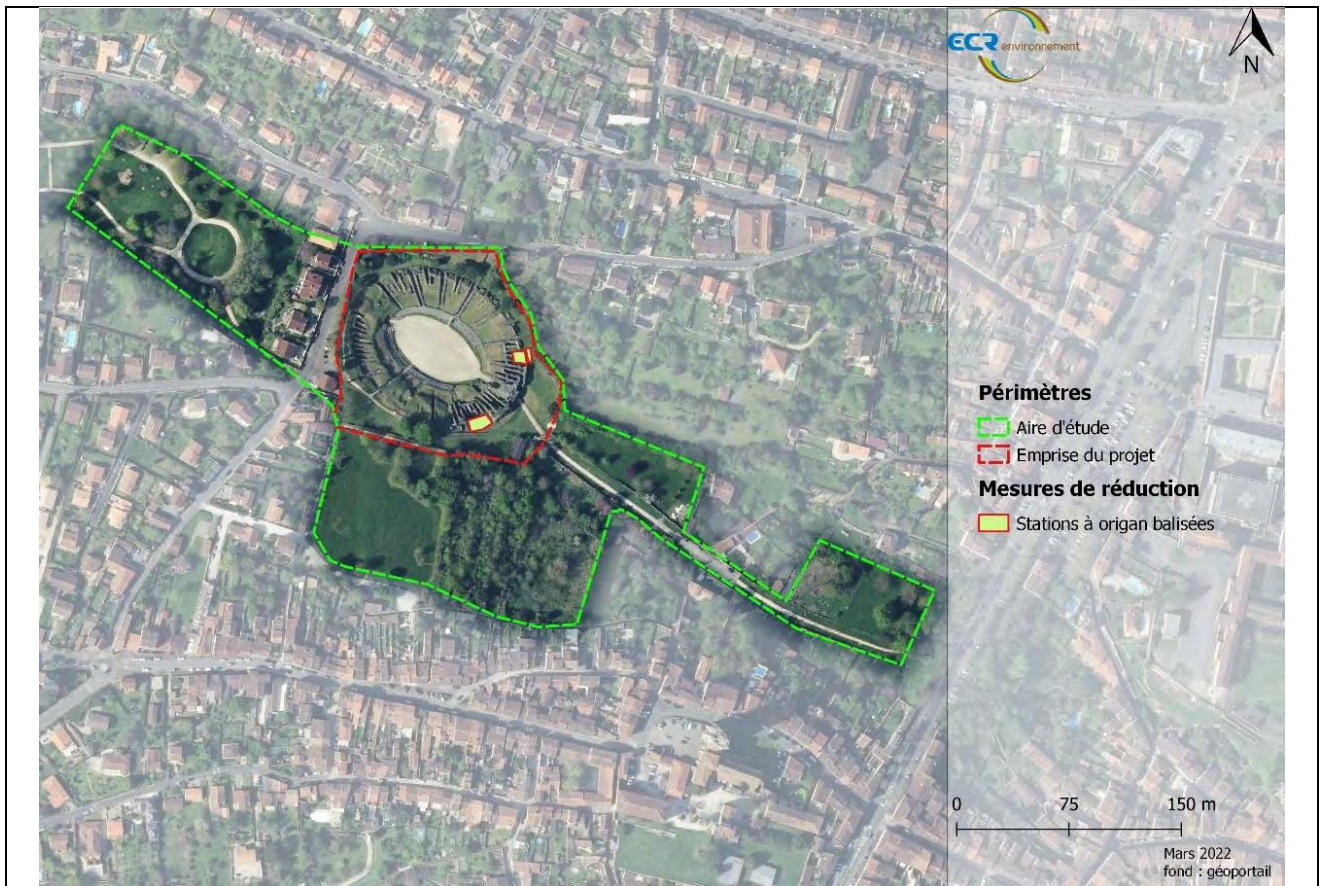 ECR environnement
N
Périmètres
Aire d'étude
Emprise du projet
Mesures de réduction
Stations à origan balisées
0 75 150 m
Mars 2022
fond : géoportail